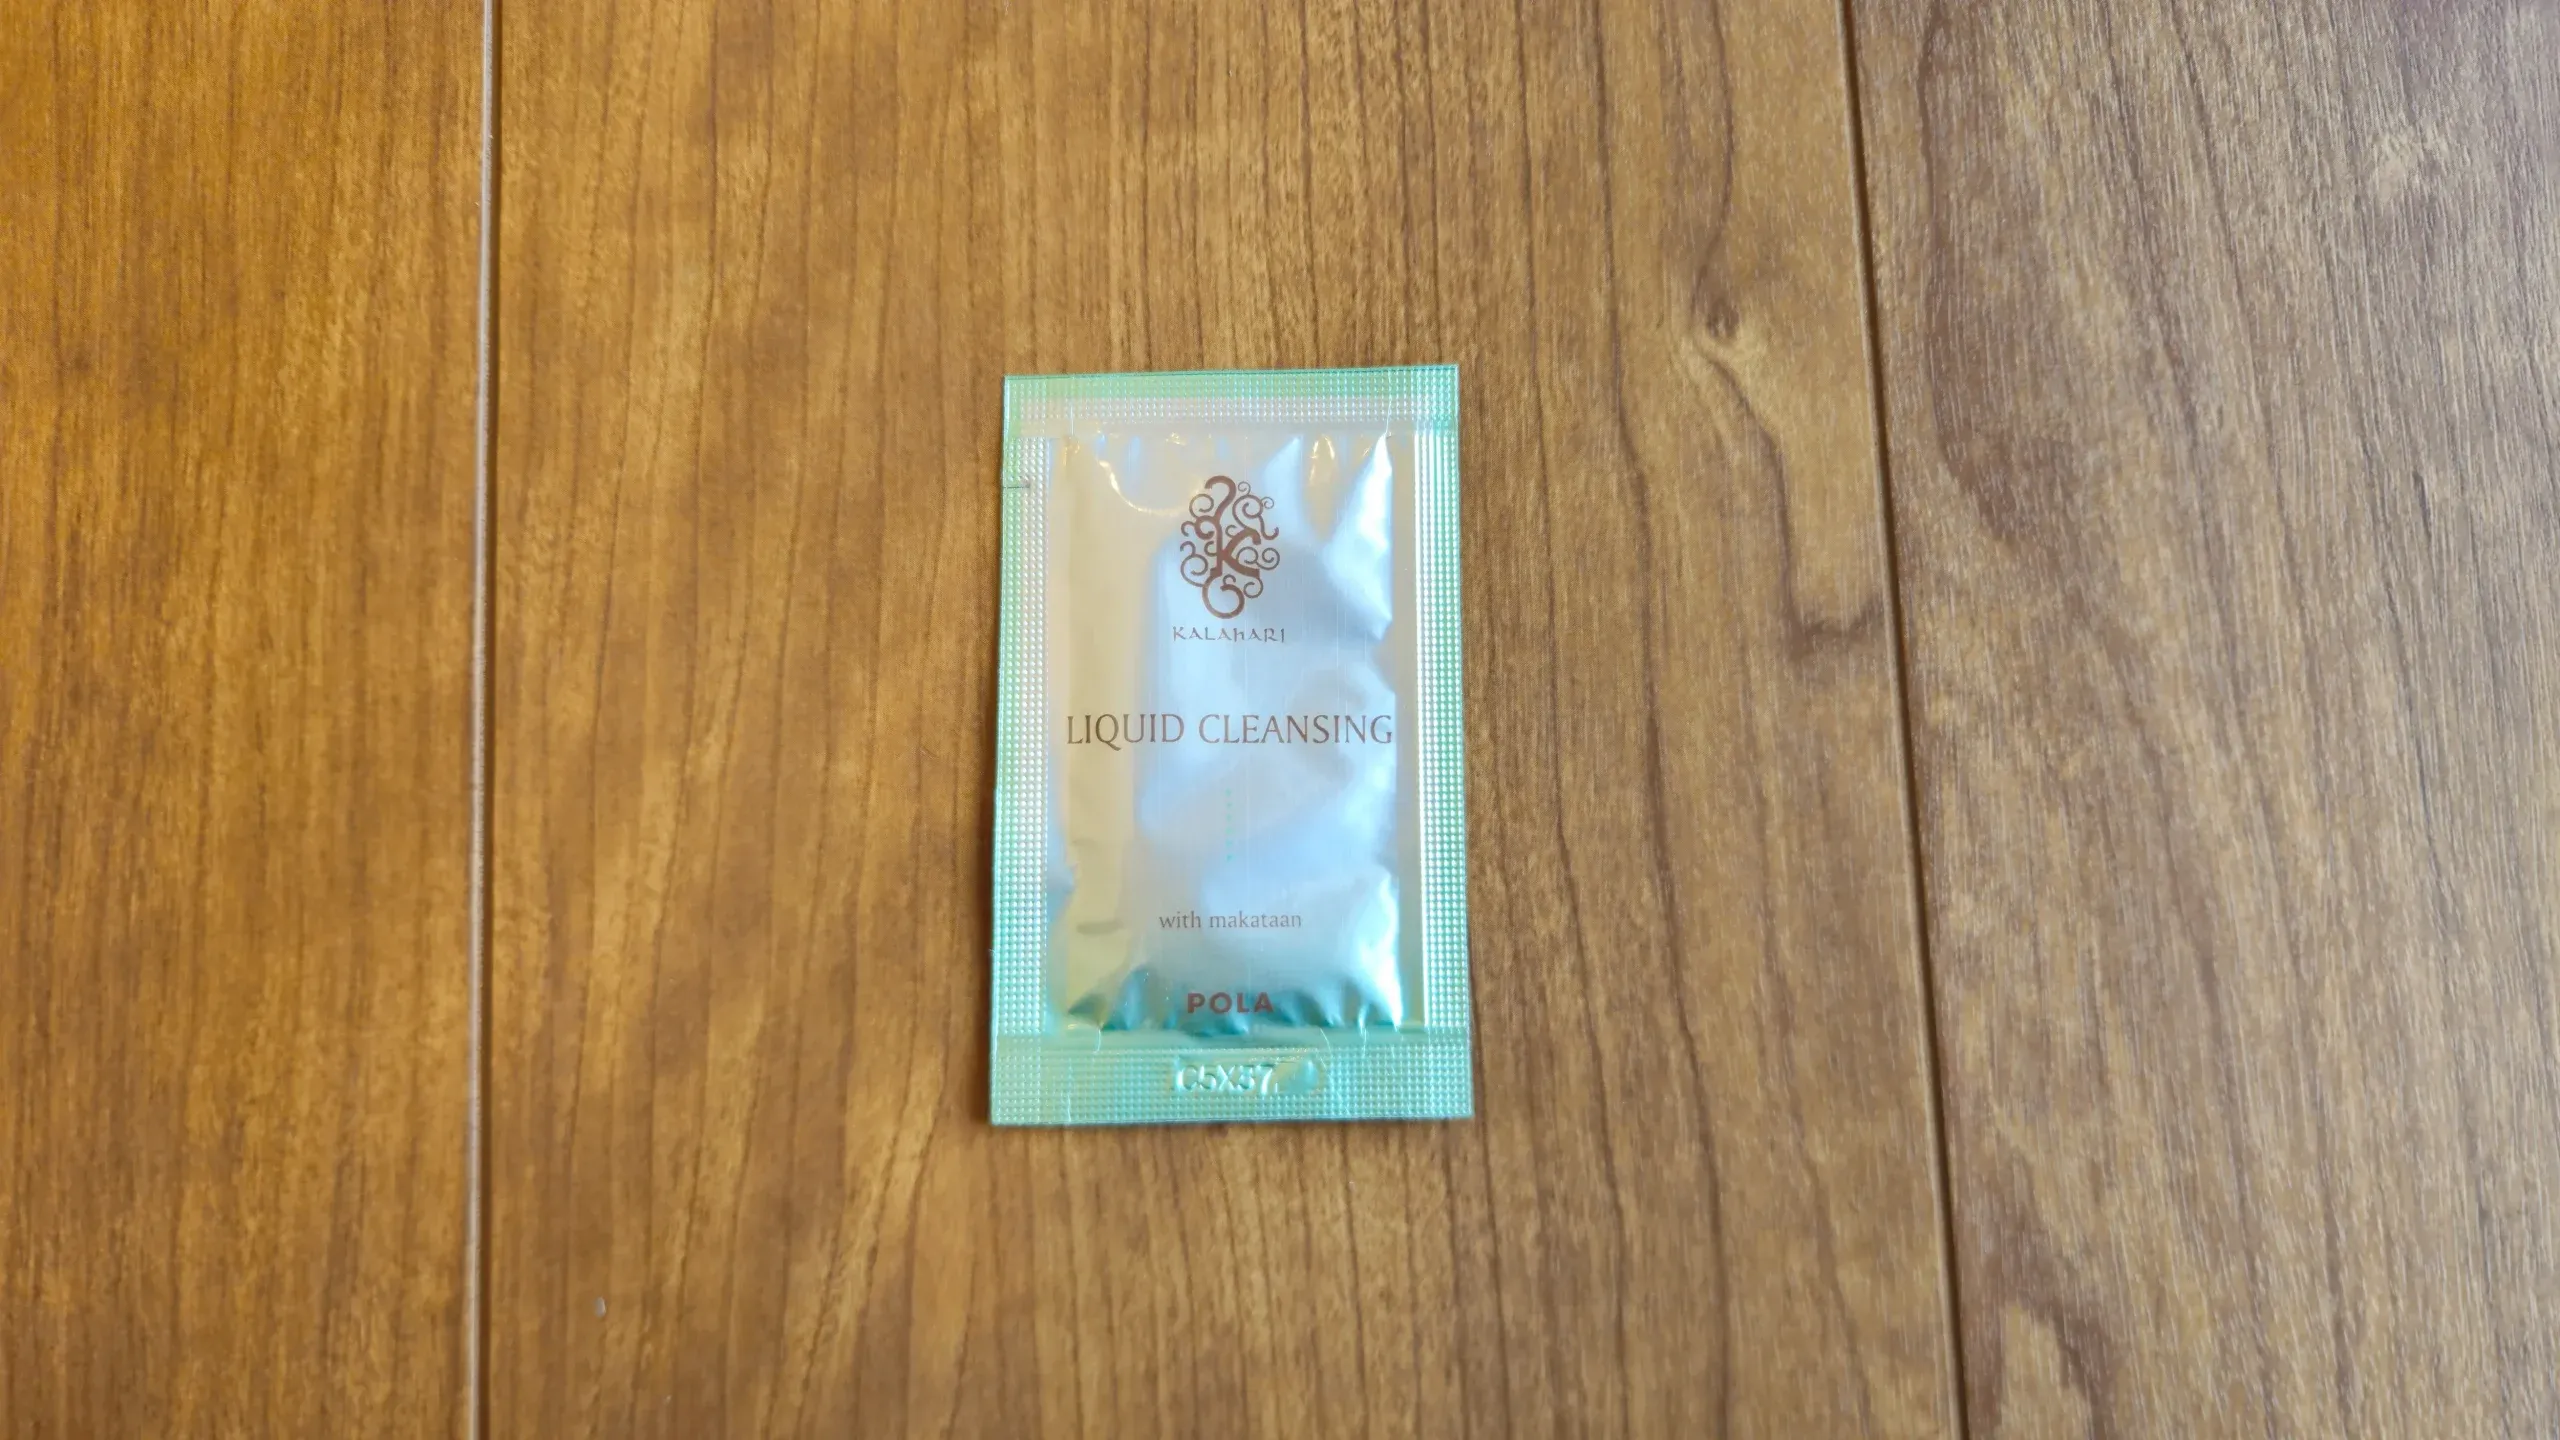 K
KALAHARI
LIQUID CLEANSING
with makataan
POLA
C5X37